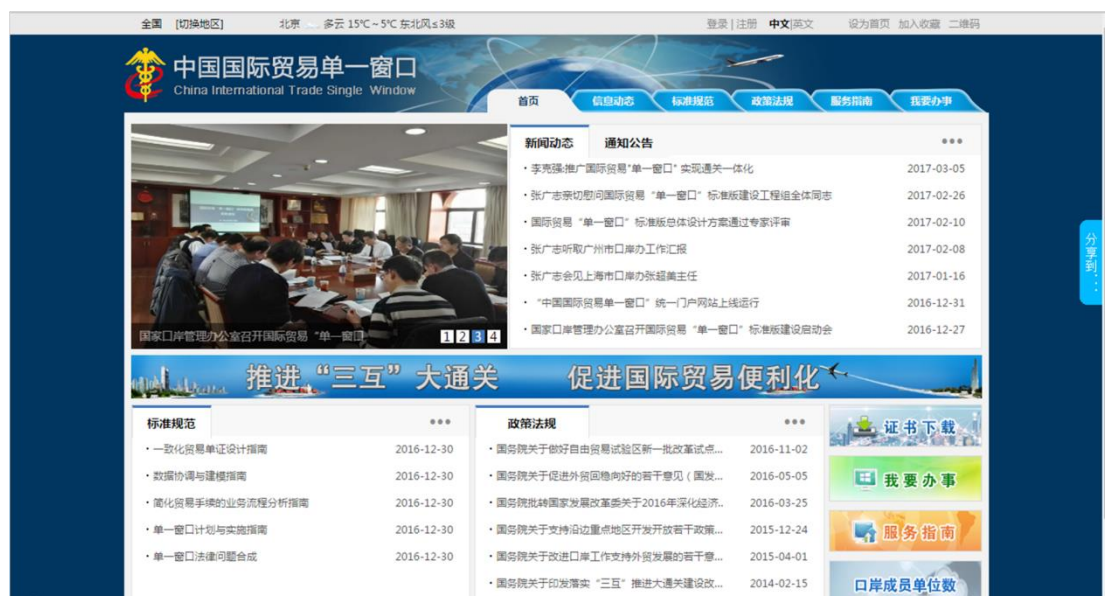 全国 [切换地区] 北京 多云 15℃~5℃ 东北风≤3级 登录 | 注册 中文|英文 设为首页 加入收藏 二维码
中国国际贸易单一窗口
China International Trade Single Window
首页 信息动态 标准规范 政策法规 服务指南 我要办事
新闻动态 通知公告
· 李克强:推广国际贸易"单一窗口" 实现通关一体化 2017-03-05
· 张广志亲切慰问国际贸易 “单一窗口” 标准版建设工程组全体同志 2017-02-26
· 国际贸易 “单一窗口” 标准版总体设计方案通过专家评审 2017-02-10
· 张广志听取广州市口岸办工作汇报 2017-02-08
· 张广志会见上海市口岸办张超美主任 2017-01-16
· “中国国际贸易单一窗口” 统一门户网站上线运行 2016-12-31
· 国家口岸管理办公室召开国际贸易 “单一窗口” 标准版建设启动会 2016-12-27
国家口岸管理办公室召开国际贸易 “单一窗口 1 2 3 4
分享到:
推进 “三互” 大通关 促进国际贸易便利化
标准规范
· 一致化贸易单证设计指南 2016-12-30
· 数据协调与建模指南 2016-12-30
· 简化贸易手续的业务流程分析指南 2016-12-30
· 单一窗口计划与实施指南 2016-12-30
· 单一窗口法律问题合成 2016-12-30
政策法规
· 国务院关于做好自由贸易试验区新一批改革试点... 2016-11-02
· 国务院关于促进外贸回稳向好的若干意见 ( 国发... 2016-05-05
· 国务院批转国家发展改革委关于2016年深化经济.. 2016-03-25
· 国务院关于支持沿边重点地区开发开放若干政策... 2015-12-24
· 国务院关于改进口岸工作支持外贸发展的若干意... 2015-04-01
· 国务院关于印发落实 “三互” 推进大通关建设改... 2014-02-15
证书下载
我要办事
服务指南
口岸成员单位数